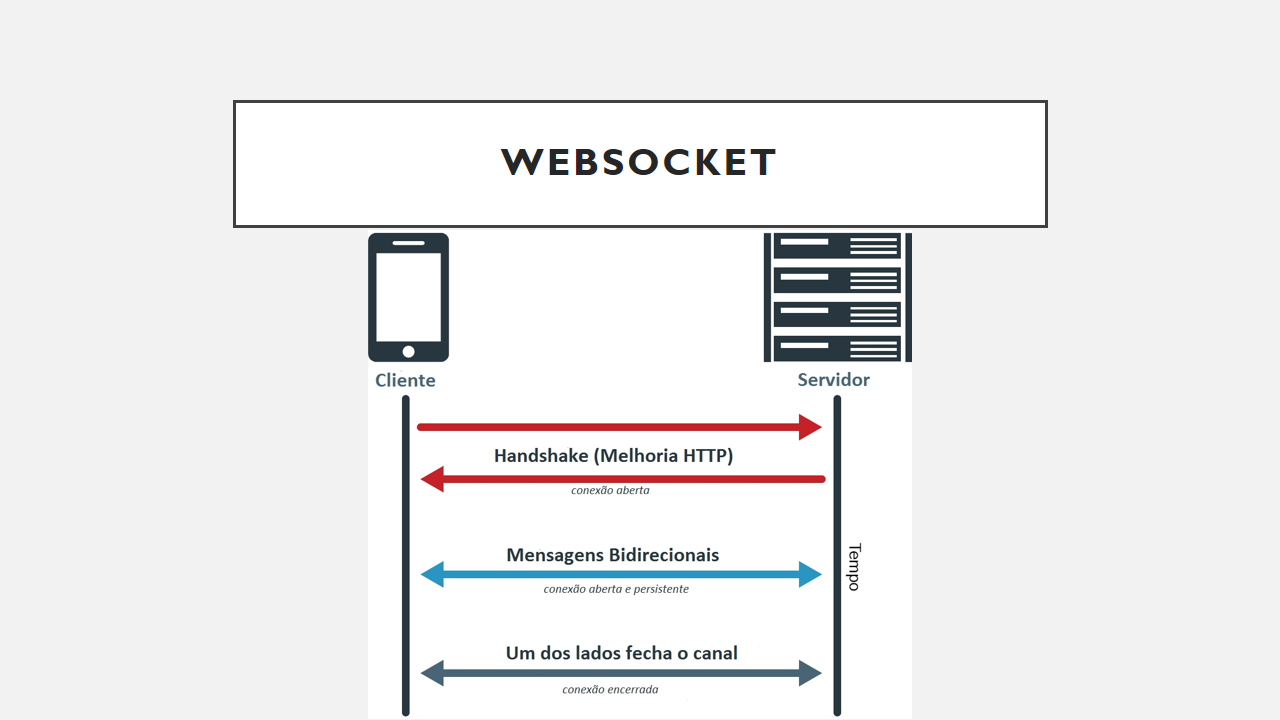 WEBSOCKET
Cliente
Servidor
Handshake (Melhoria HTTP)
conexão aberta
Mensagens Bidirecionais
conexão aberta e persistente
Tempo
Um dos lados fecha o canal
conexão encerrada